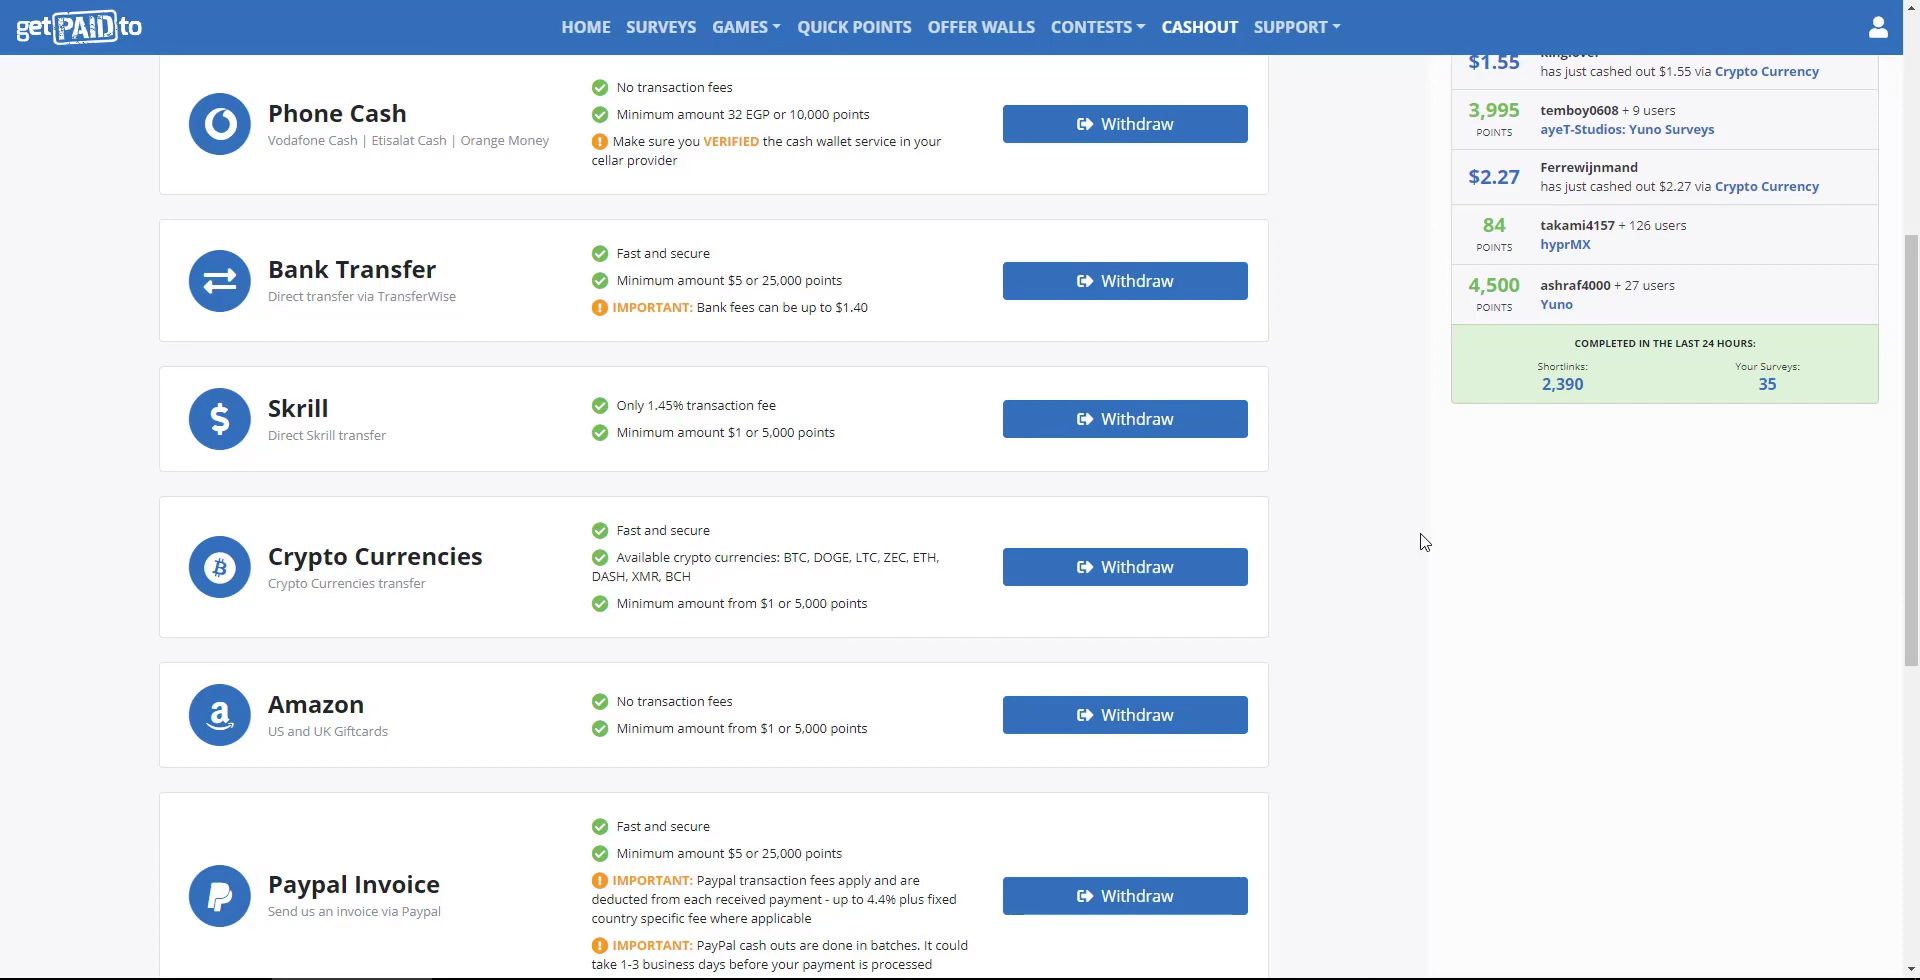 getPAIDto
HOME SURVEYS GAMES QUICK POINTS OFFER WALLS CONTESTS CASHOUT SUPPORT
Phone Cash
Vodafone Cash | Etisalat Cash | Orange Money
No transaction fees
Minimum amount 32 EGP or 10,000 points
Make sure you VERIFIED the cash wallet service in your
cellar provider
Withdraw
Bank Transfer
Direct transfer via TransferWise
Fast and secure
Minimum amount $5 or 25,000 points
IMPORTANT: Bank fees can be up to $1.40
Withdraw
Skrill
Direct Skrill transfer
Only 1.45% transaction fee
Minimum amount $1 or 5,000 points
Withdraw
Crypto Currencies
Crypto Currencies transfer
Fast and secure
Available crypto currencies: BTC, DOGE, LTC, ZEC, ETH,
DASH, XMR, BCH
Minimum amount from $1 or 5,000 points
Withdraw
Amazon
US and UK Giftcards
No transaction fees
Minimum amount from $1 or 5,000 points
Withdraw
Paypal Invoice
Send us an invoice via Paypal
Fast and secure
Minimum amount $5 or 25,000 points
IMPORTANT: Paypal transaction fees apply and are
deducted from each received payment - up to 4.4% plus fixed
country specific fee where applicable
IMPORTANT: PayPal cash outs are done in batches. It could
take 1-3 business days before your payment is processed
Withdraw
$1.55
has just cashed out $1.55 via Crypto Currency
3,995
POINTS
temboy0608 + 9 users
ayeT-Studios: Yuno Surveys
$2.27
Ferrewijnmand
has just cashed out $2.27 via Crypto Currency
84
POINTS
takami4157 + 126 users
hyprMX
4,500
POINTS
ashraf4000 + 27 users
Yuno
COMPLETED IN THE LAST 24 HOURS:
Shortlinks:
2,390
Your Surveys:
35